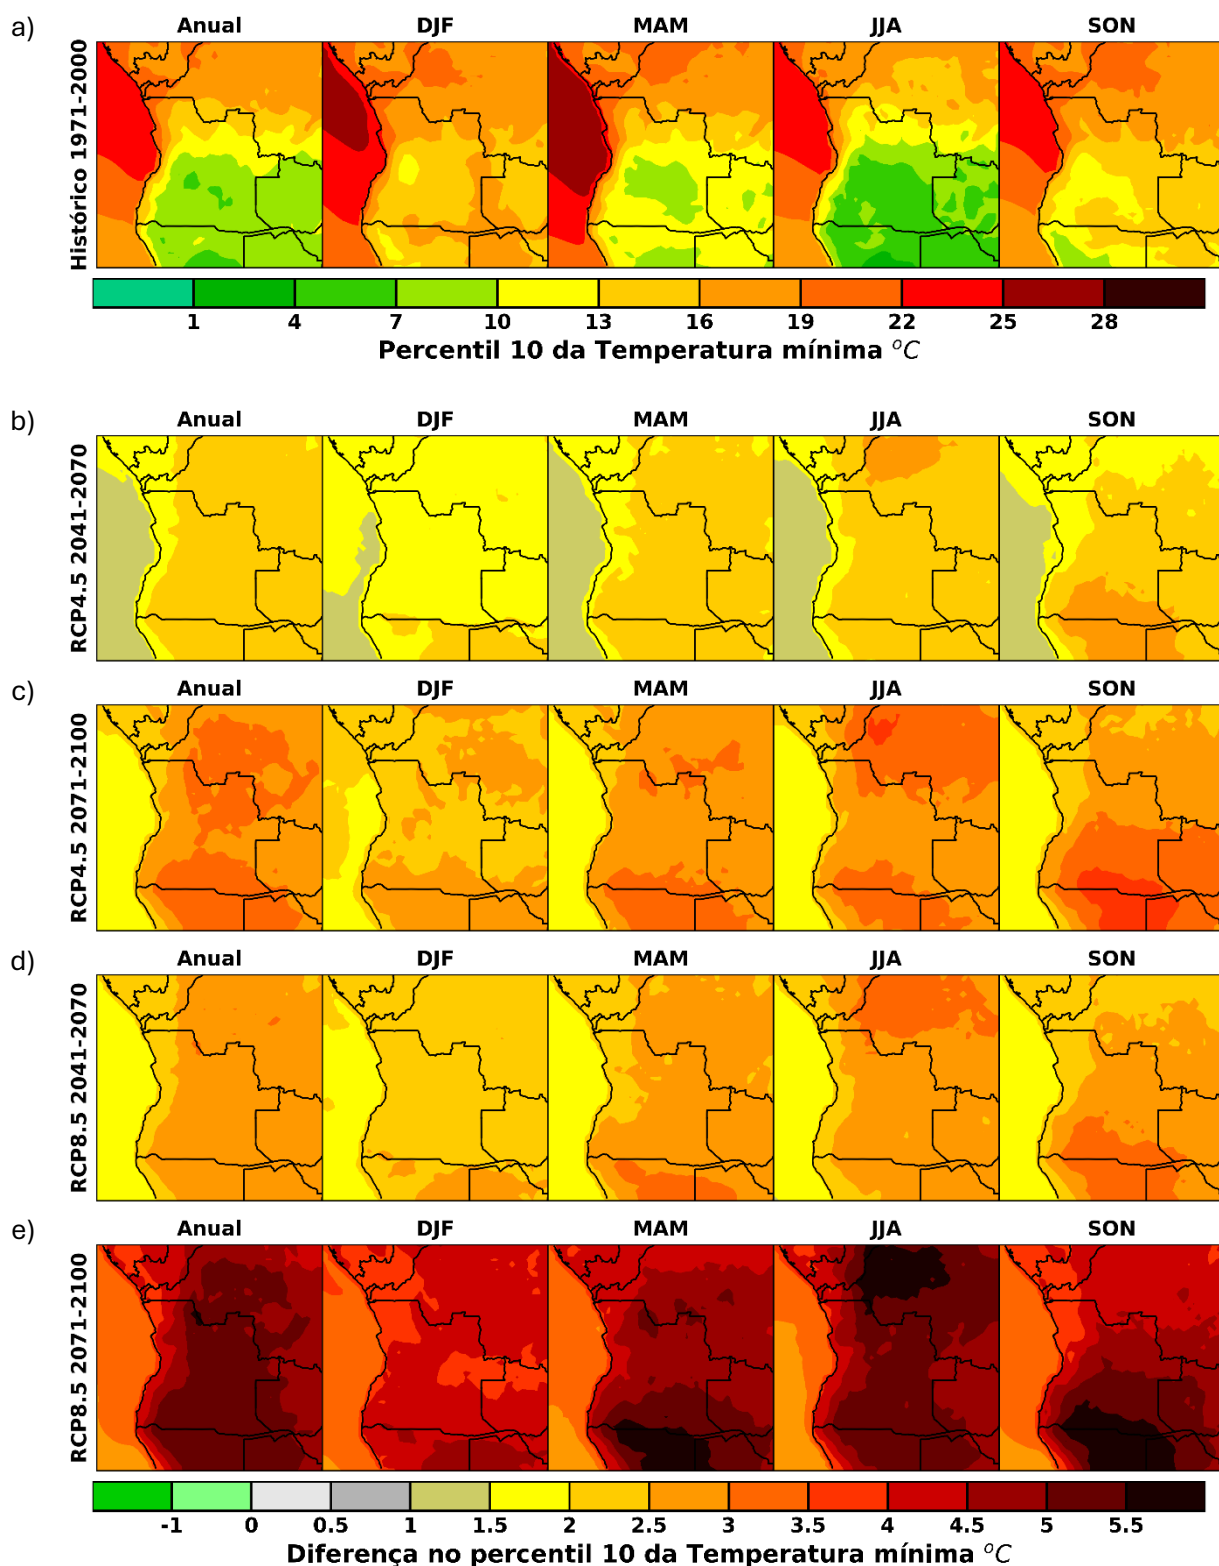 a)
Anual DJF MAM JJA SON
Histórico 1971-2000
1 4 7 10 13 16 19 22 25 28
Percentil 10 da Temperatura mínima °C
b)
Anual DJF MAM JJA SON
RCP4.5 2041-2070
c)
Anual DJF MAM JJA SON
RCP4.5 2071-2100
d)
Anual DJF MAM JJA SON
RCP8.5 2041-2070
e)
Anual DJF MAM JJA SON
RCP8.5 2071-2100
-1 0 0.5 1 1.5 2 2.5 3 3.5 4 4.5 5 5.5
Diferença no percentil 10 da Temperatura mínima °C